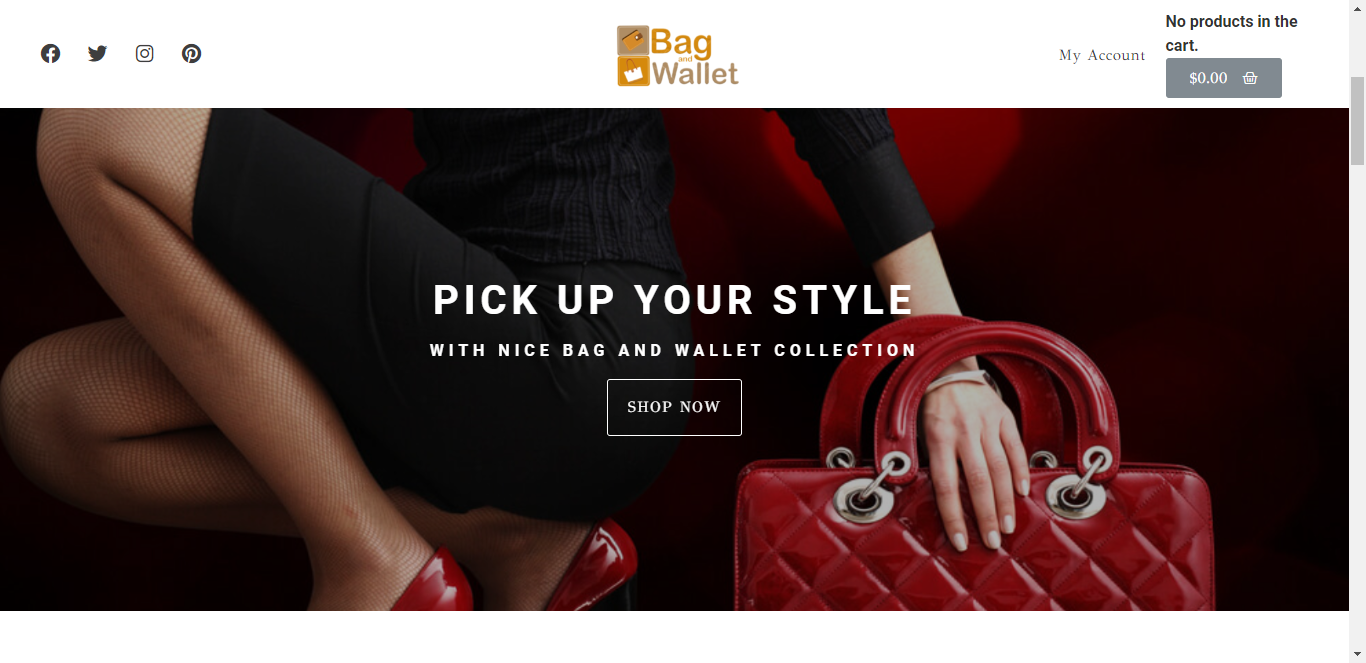 Bag
and
Wallet
My Account
No products in the
cart.
$0.00
PICK UP YOUR STYLE
WITH NICE BAG AND WALLET COLLECTION
SHOP NOW